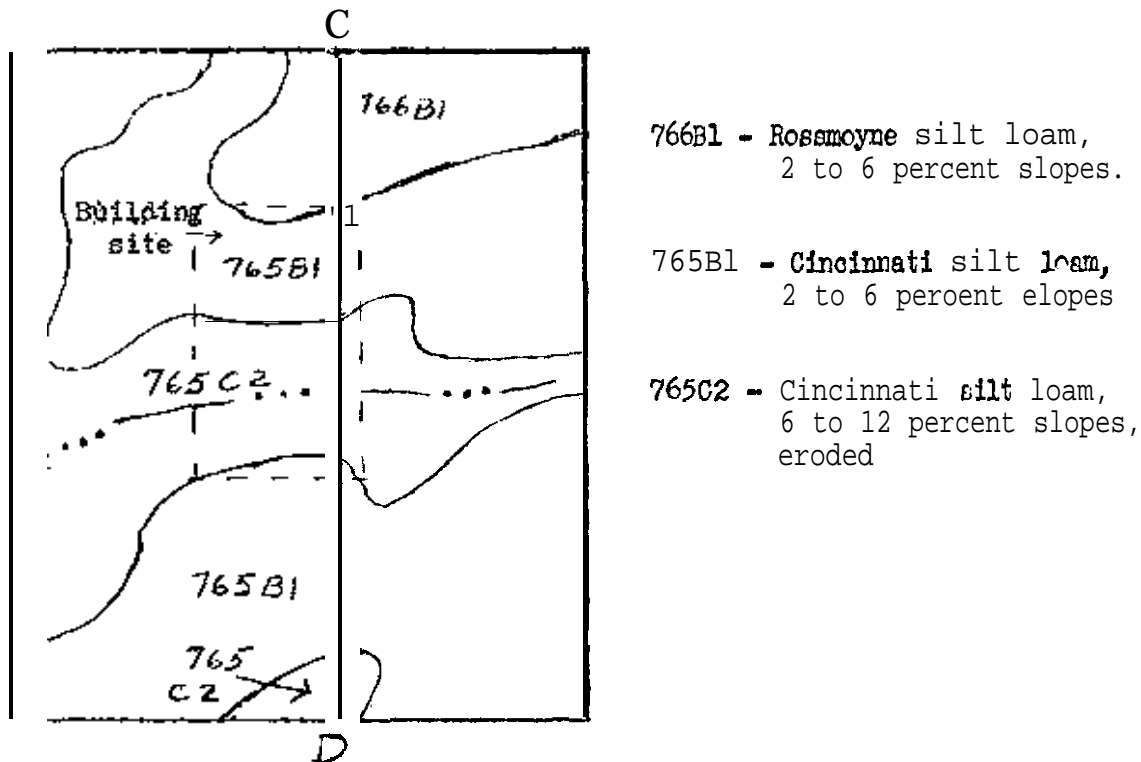 C
766B1
Building
site
1
765B1
765C2
765B1
765
C2
D
766B1 - Rossmoyne silt loam,
2 to 6 percent slopes.
765B1 - Cincinnati silt loam,
2 to 6 peroent elopes
765C2 - Cincinnati silt loam,
6 to 12 percent slopes,
eroded